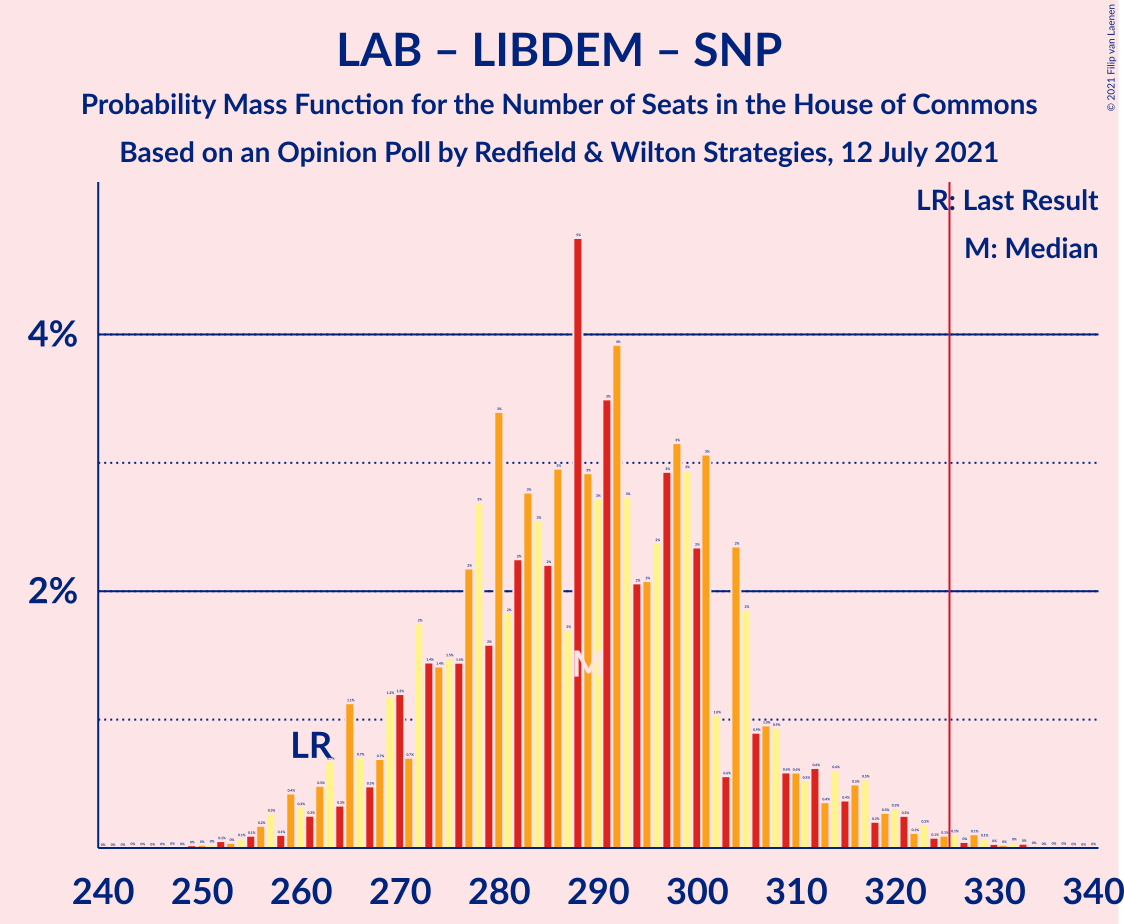 LAB – LIBDEM – SNP
Probability Mass Function for the Number of Seats in the House of Commons
Based on an Opinion Poll by Redfield & Wilton Strategies, 12 July 2021
© 2021 Filip van Laenen
LR: Last Result
M: Median
4%
2%
M
LR
240 250 260 270 280 290 300 310 320 330 340